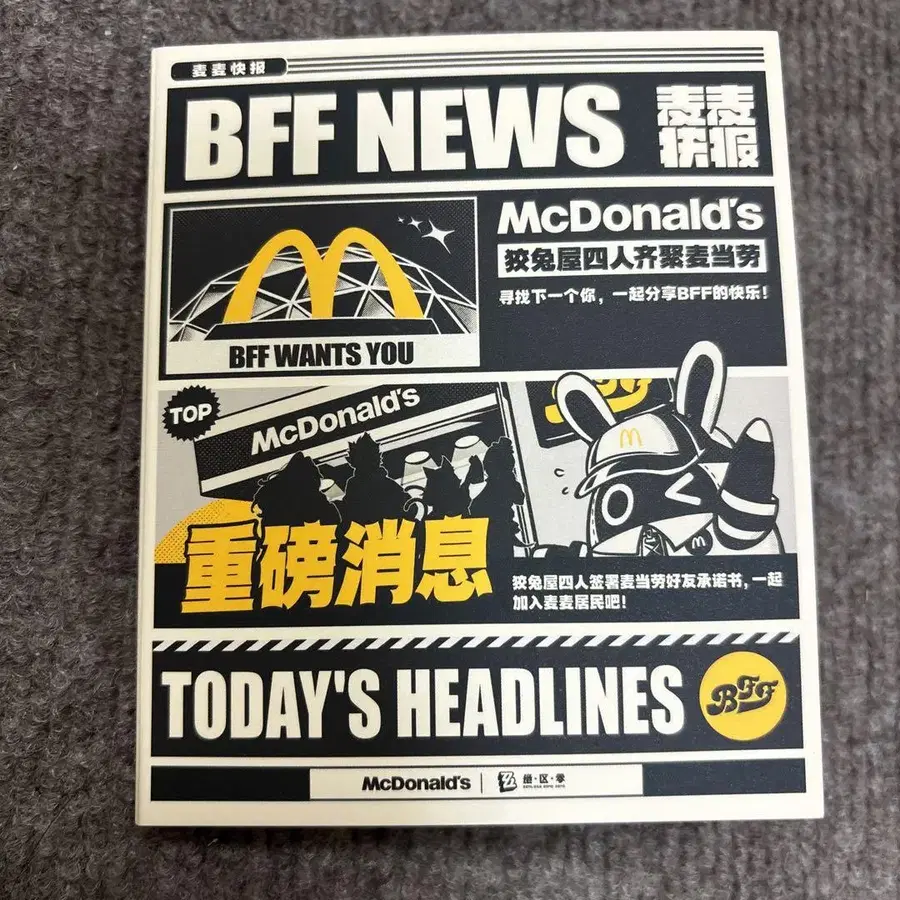 麦麦快报
BFF NEWS
麦麦
快报
McDonald's
狡兔屋四人齐聚麦当劳
寻找下一个你，一起分享BFF的快乐！
BFF WANTS YOU
TOP
McDonald's
重磅消息
狡兔屋四人签署麦当劳好友承诺书，一起
加入麦麦居民吧！
TODAY'S HEADLINES
BFF
McDonald's
绝·区·零